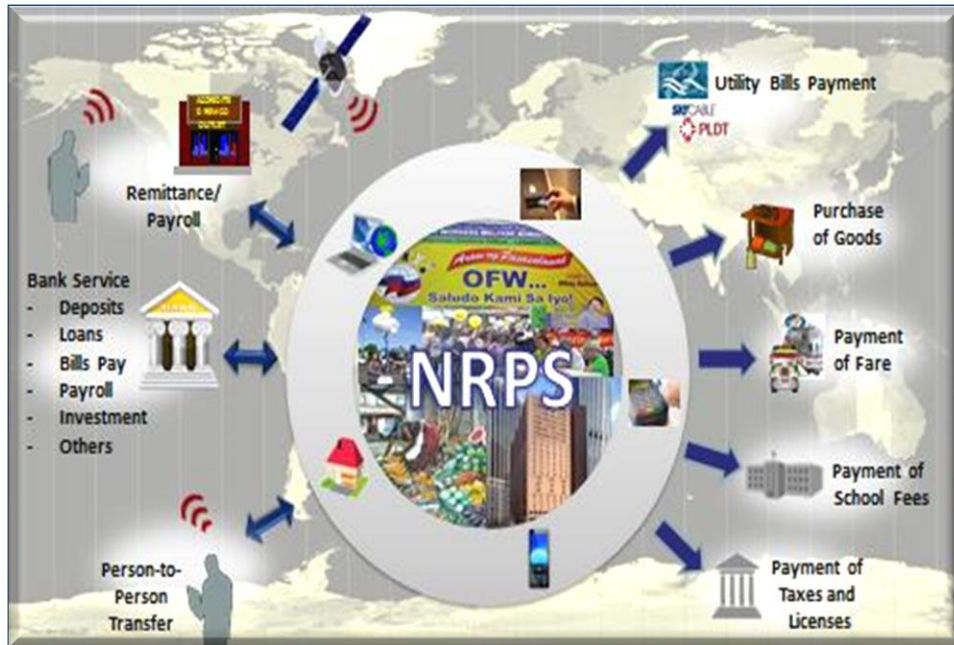 Utility Bills Payment
SKYCABLE
PLDT
Remittance/
Payroll
Purchase
of Goods
Bank Service
- Deposits
- Loans
- Bills Pay
- Payroll
- Investment
- Others
BANK
OFW...
Saludo Kami Sa Iyo!
NRPS
Payment
of Fare
Payment of
School Fees
Person-to-
Person
Transfer
Payment of
Taxes and
Licenses